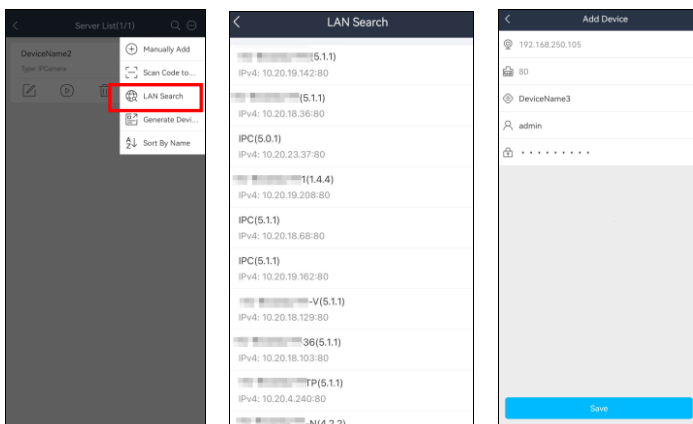 Server List(1/1)
DeviceName2
Type: IPCamera
Manually Add
Scan Code to...
LAN Search
Generate Devi...
Sort By Name
LAN Search
(5.1.1)
IPv4: 10.20.19.142:80
(5.1.1)
IPv4: 10.20.18.36:80
IPC(5.0.1)
IPv4: 10.20.23.37:80
1(1.4.4)
IPv4: 10.20.19.208:80
IPC(5.1.1)
IPv4: 10.20.18.68:80
IPC(5.1.1)
IPv4: 10.20.19.162:80
-V(5.1.1)
IPv4: 10.20.18.129:80
36(5.1.1)
IPv4: 10.20.18.103:80
TP(5.1.1)
IPv4: 10.20.4.240:80
-N(4.2.2)
Add Device
192.168.250.105
80
DeviceName3
admin
Save